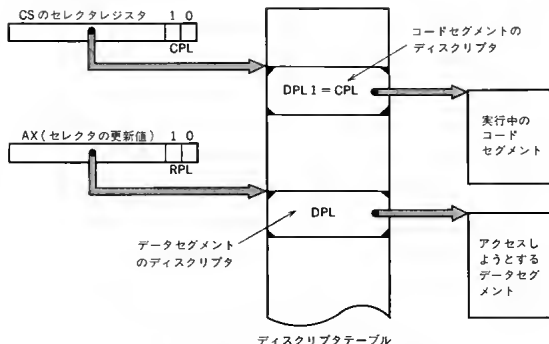 CSのセレクタレジスタ 1 0
CPL
コードセグメントの
ディスクリプタ
DPL 1 = CPL
実行中の
コード
セグメント
AX(セレクタの更新値) 1 0
RPL
DPL
データセグメント
のディスクリプタ
アクセスし
ようとする
データセグ
メント
ディスクリプタテーブル